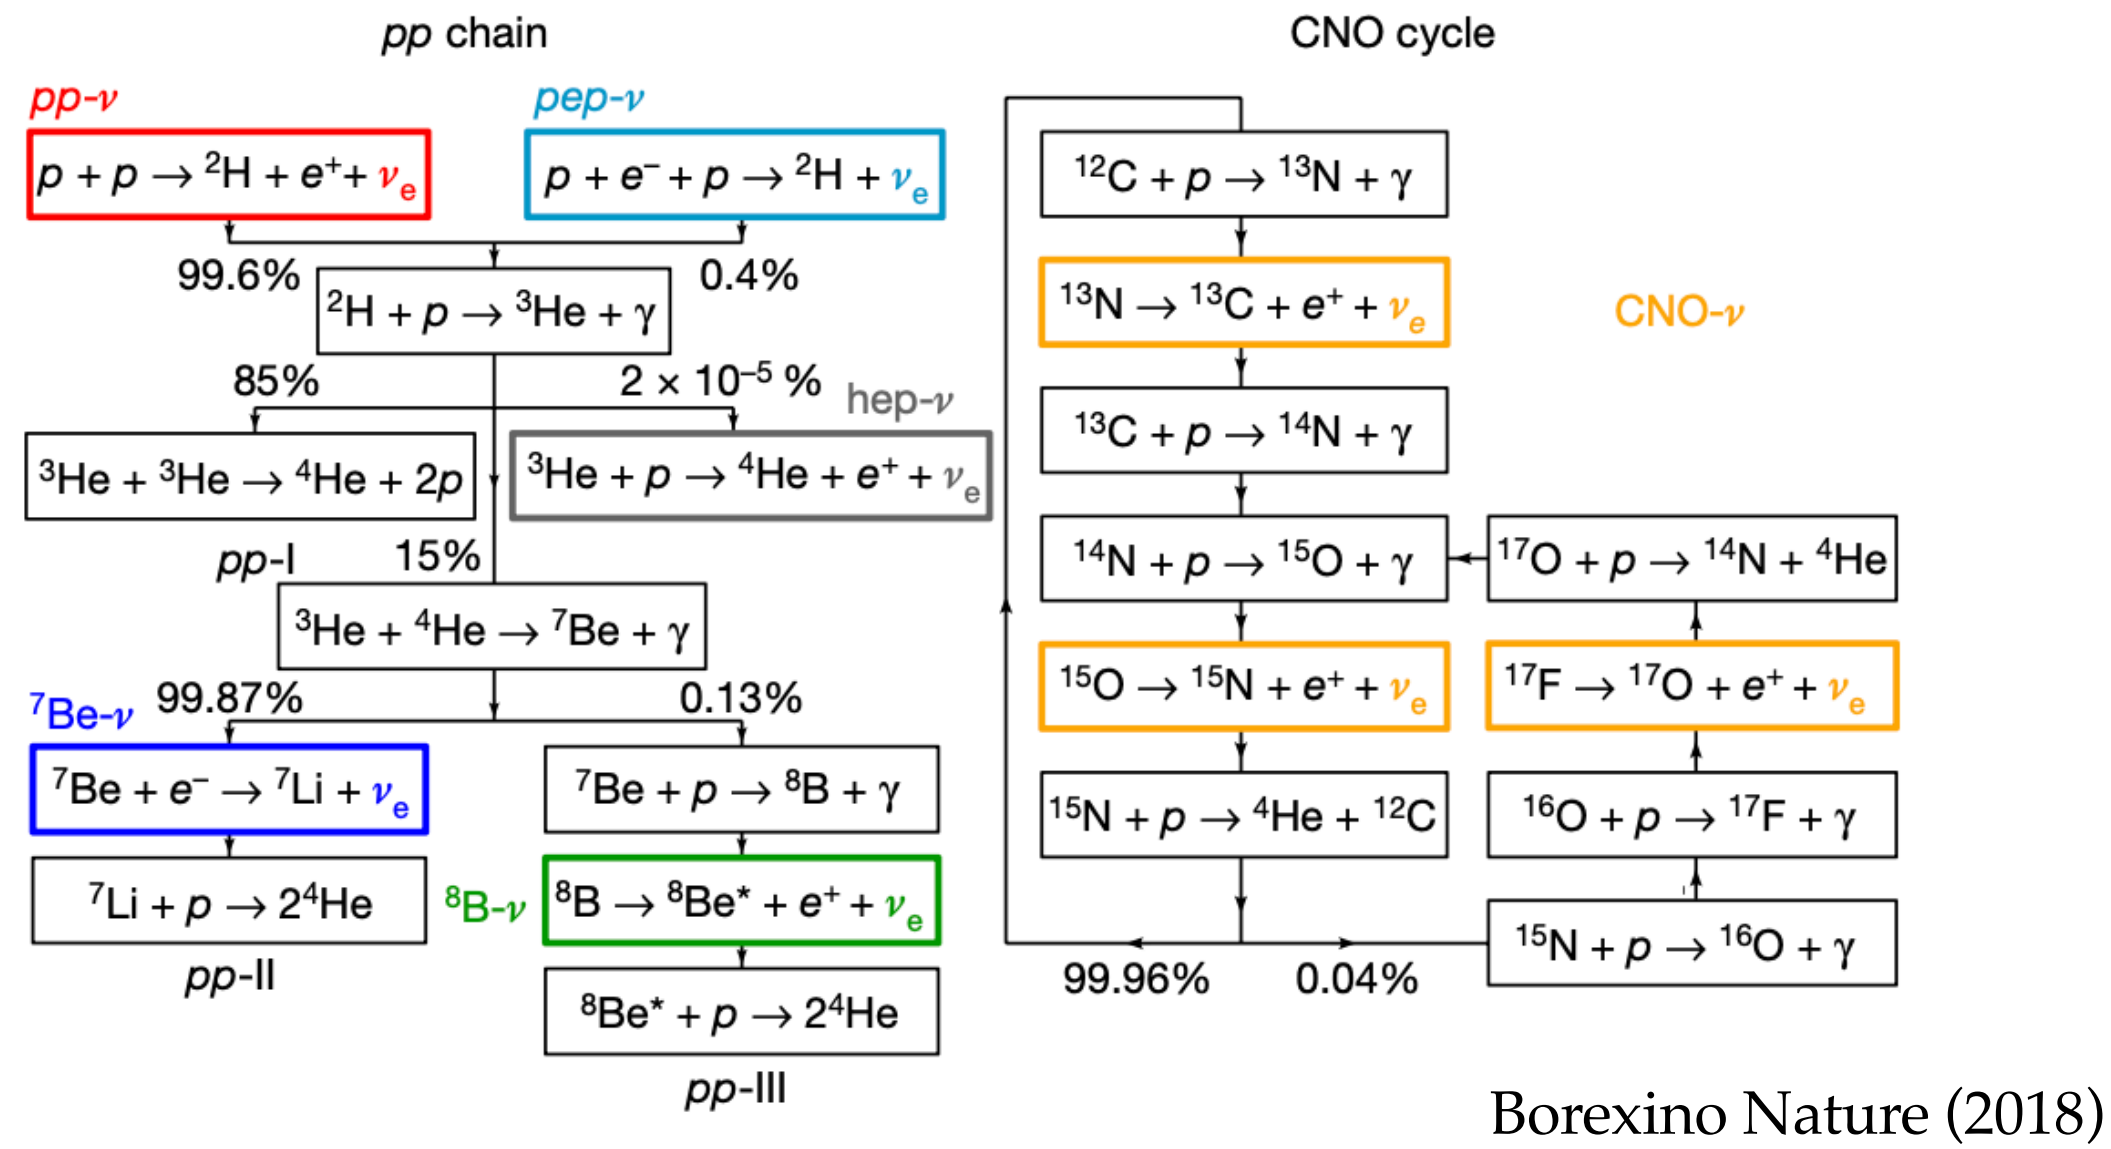 pp chain
pp-ν
pep-ν
p + p → ²H + e⁺+ νₑ
p + e⁻ + p → ²H + νₑ
99.6%
0.4%
²H + p → ³He + γ
85%
2 × 10⁻⁵ %
hep-ν
³He + ³He → ⁴He + 2p
³He + p → ⁴He + e⁺ + νₑ
pp-I
15%
³He + ⁴He → ⁷Be + γ
⁷Be-ν
99.87%
0.13%
⁷Be + e⁻ → ⁷Li + νₑ
⁷Be + p → ⁸B + γ
⁷Li + p → 2⁴He
⁸B-ν
⁸B → ⁸Be* + e⁺ + νₑ
pp-II
⁸Be* + p → 2⁴He
pp-III
CNO cycle
¹²C + p → ¹³N + γ
¹³N → ¹³C + e⁺ + νₑ
CNO-ν
¹³C + p → ¹⁴N + γ
¹⁴N + p → ¹⁵O + γ
¹⁷O + p → ¹⁴N + ⁴He
¹⁵O → ¹⁵N + e⁺ + νₑ
¹⁷F → ¹⁷O + e⁺ + νₑ
¹⁵N + p → ⁴He + ¹²C
¹⁶O + p → ¹⁷F + γ
¹⁵N + p → ¹⁶O + γ
99.96%
0.04%
Borexino Nature (2018)